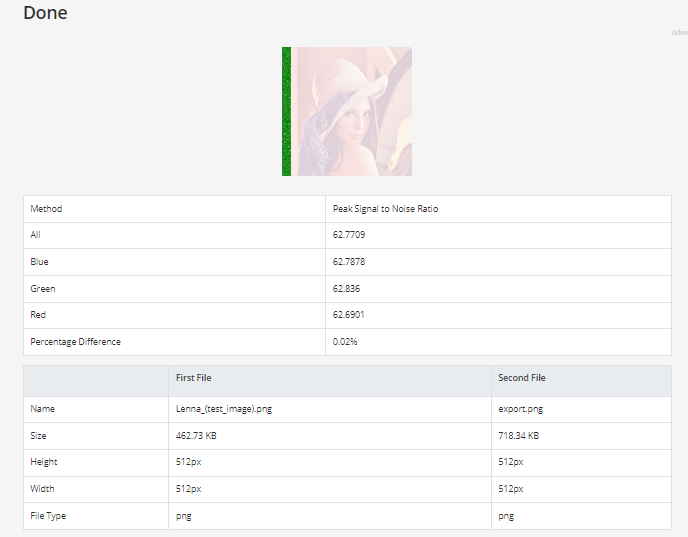 Done
Method Peak Signal to Noise Ratio
All 62.7709
Blue 62.7878
Green 62.836
Red 62.6901
Percentage Difference 0.02%
First File Second File
Name Lenna_(test_image).png export.png
Size 462.73 KB 718.34 KB
Height 512px 512px
Width 512px 512px
File Type png png